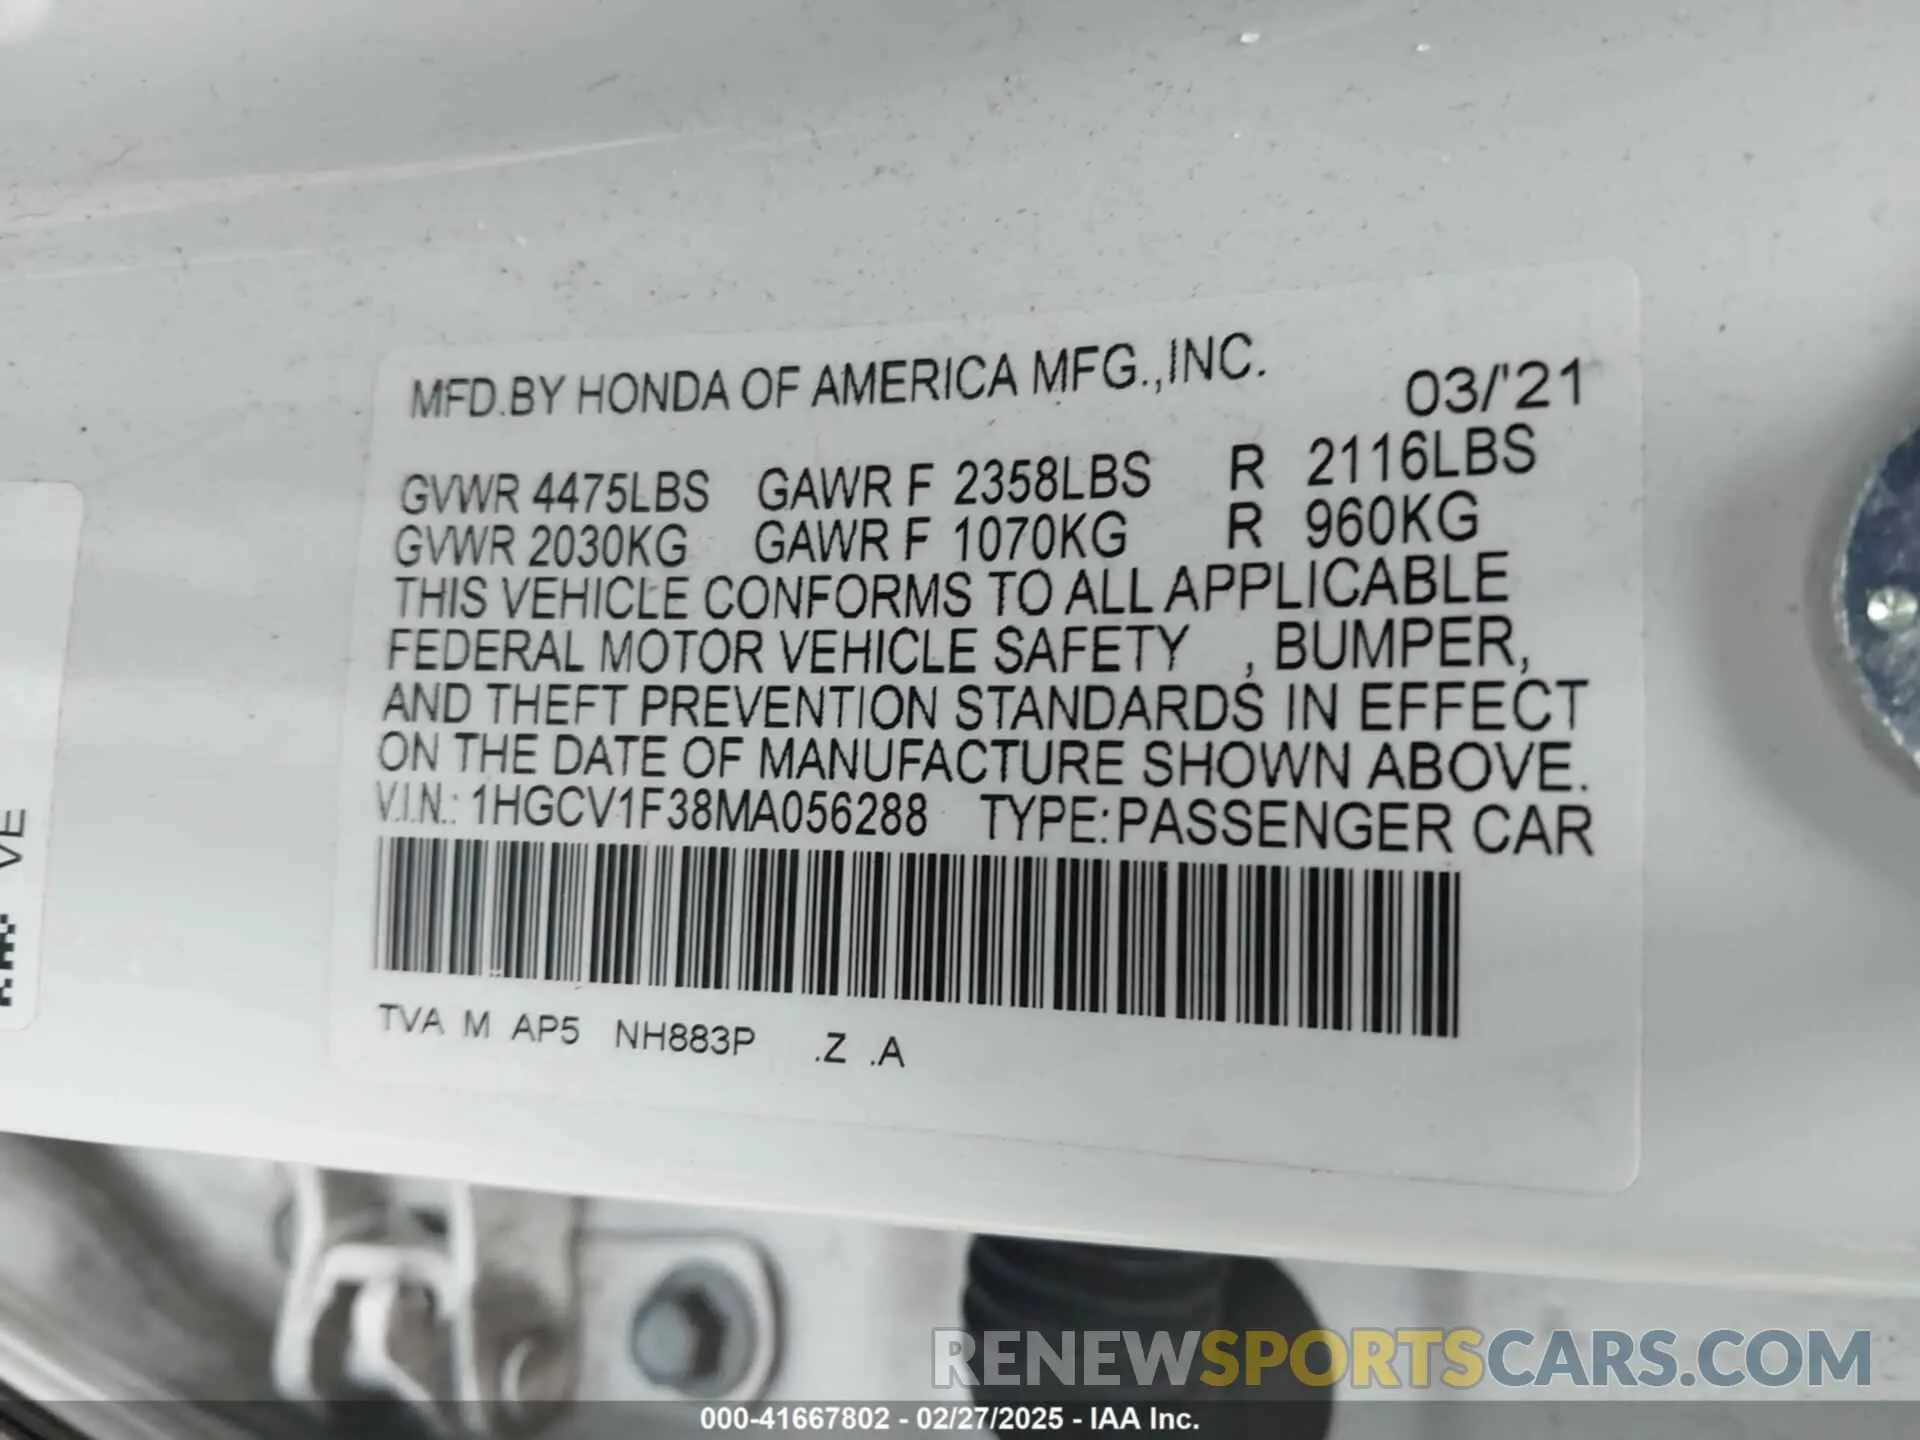 MFD.BY HONDA OF AMERICA MFG.,INC. 03/'21
GVWR 4475LBS GAWR F 2358LBS R 2116LBS
GVWR 2030KG GAWR F 1070KG R 960KG
THIS VEHICLE CONFORMS TO ALL APPLICABLE
FEDERAL MOTOR VEHICLE SAFETY , BUMPER,
AND THEFT PREVENTION STANDARDS IN EFFECT
ON THE DATE OF MANUFACTURE SHOWN ABOVE.
V.I.N.: 1HGCV1F38MA056288 TYPE:PASSENGER CAR
TVA M AP5 NH883P .Z .A
VE
RENEWSPORTSCARS.COM
000-41667802 - 02/27/2025 - IAA Inc.